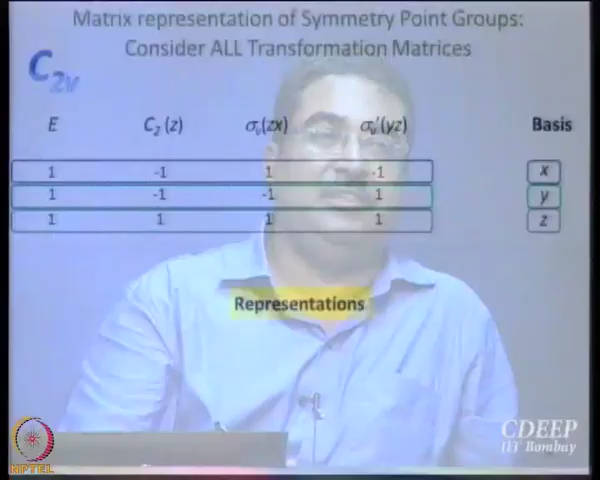 Matrix representation of Symmetry Point Groups:
Consider ALL Transformation Matrices
C2v
E C2 (z) σv(zx) σv'(yz) Basis
1 -1 1 -1 x
1 -1 -1 1 y
1 1 1 1 z
Representations
CDEEP
IIT Bombay
NPTEL